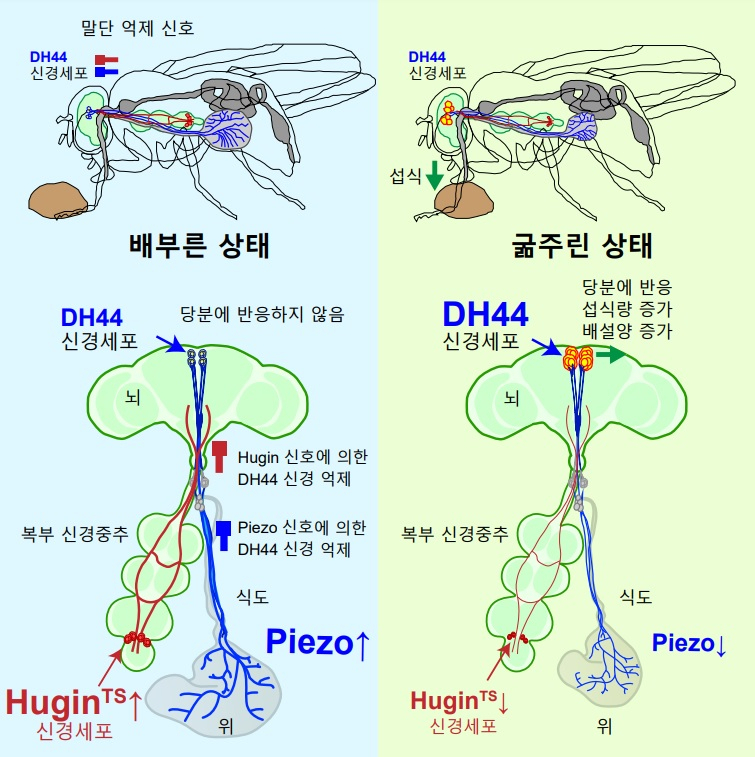 말단 억제 신호
DH44
신경세포
배부른 상태
DH44
신경세포
당분에 반응하지 않음
뇌
Hugin 신호에 의한
DH44 신경 억제
복부 신경중추
Piezo 신호에 의한
DH44 신경 억제
식도
Piezo↑
HuginTS↑
신경세포
위
DH44
신경세포
섭식
굶주린 상태
당분에 반응
섭식량 증가
배설양 증가
DH44
신경세포
뇌
복부 신경중추
식도
Piezo↓
HuginTS↓
신경세포
위